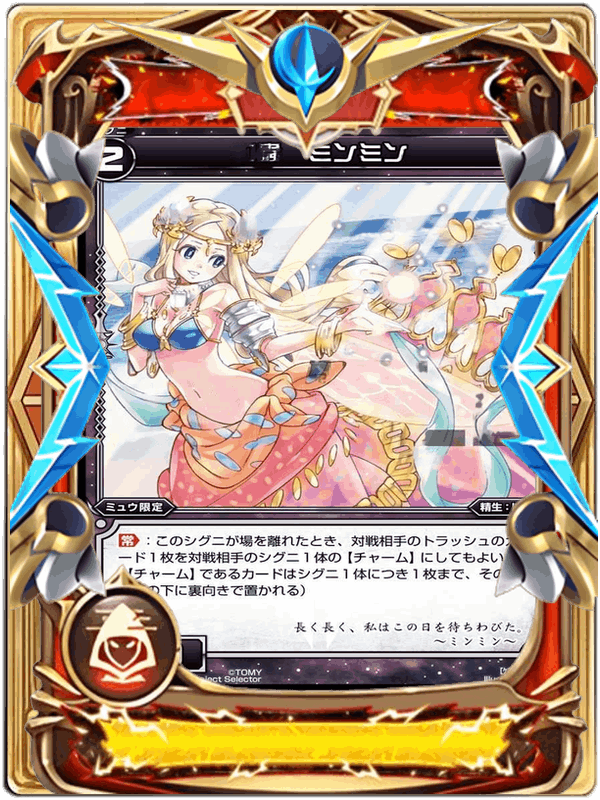 2
ミンミン
ミュウ限定
精生：
常：このシグニが場を離れたとき、対戦相手のトラッシュの
ード１枚を対戦相手のシグニ１体の【チャーム】にしてもよい
【チャーム】であるカードはシグニ１体につき１枚まで、その
の下に裏向きで置かれる）
長く長く、私はこの日を待ちわびた。
～ミンミン～
©TOMY
lect Selector
Illu